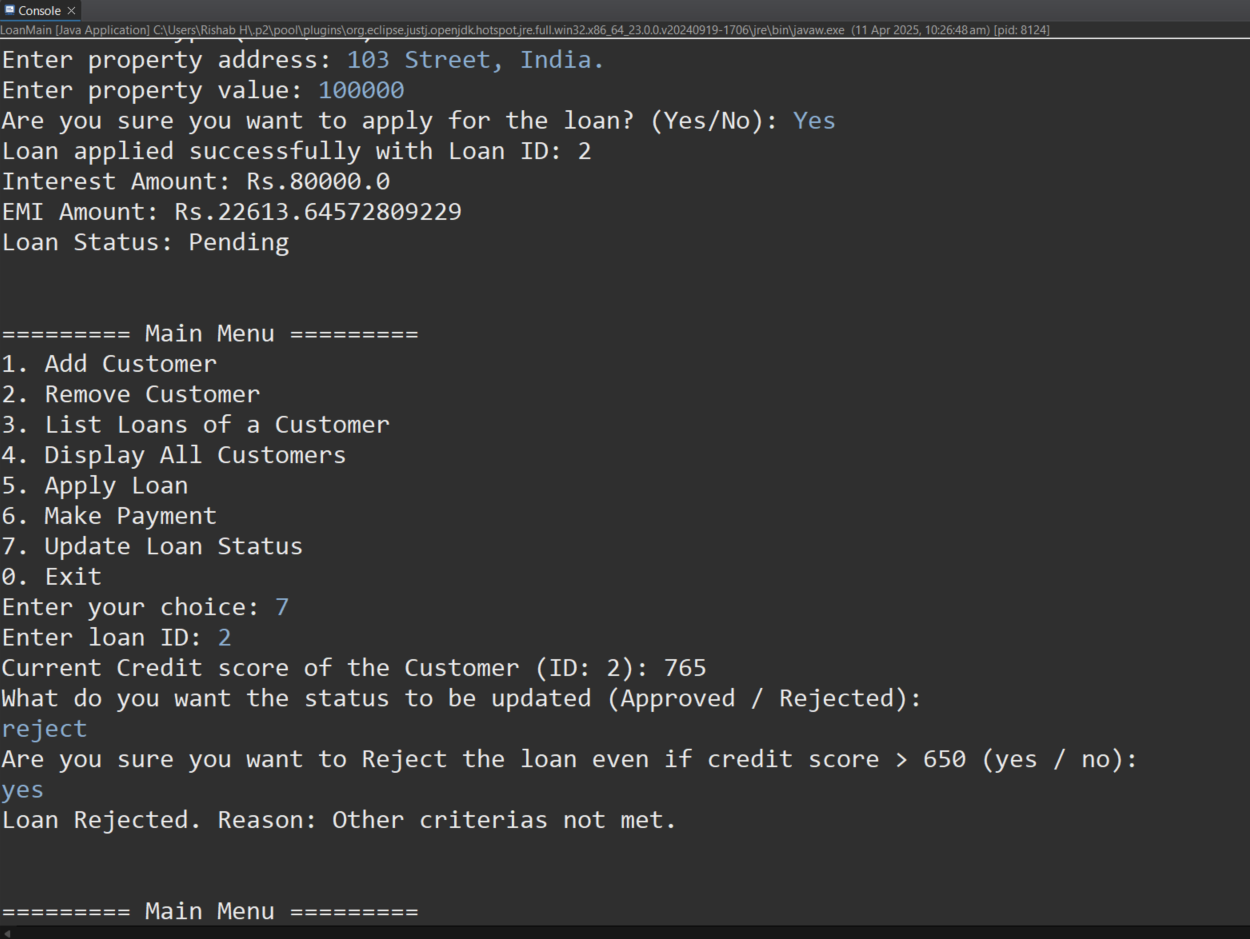 Console
LoanMain [Java Application] C:\Users\Rishab H\.p2\pool\plugins\org.eclipse.justj.openjdk.hotspot.jre.full.win32.x86_64_23.0.0.v20240919-1706\jre\bin\javaw.exe (11 Apr 2025, 10:26:48 am) [pid: 8124]
Enter property address: 103 Street, India.
Enter property value: 100000
Are you sure you want to apply for the loan? (Yes/No): Yes
Loan applied successfully with Loan ID: 2
Interest Amount: Rs.80000.0
EMI Amount: Rs.22613.64572809229
Loan Status: Pending
========= Main Menu =========
1. Add Customer
2. Remove Customer
3. List Loans of a Customer
4. Display All Customers
5. Apply Loan
6. Make Payment
7. Update Loan Status
0. Exit
Enter your choice: 7
Enter loan ID: 2
Current Credit score of the Customer (ID: 2): 765
What do you want the status to be updated (Approved / Rejected):
reject
Are you sure you want to Reject the loan even if credit score > 650 (yes / no):
yes
Loan Rejected. Reason: Other criterias not met.
========= Main Menu =========